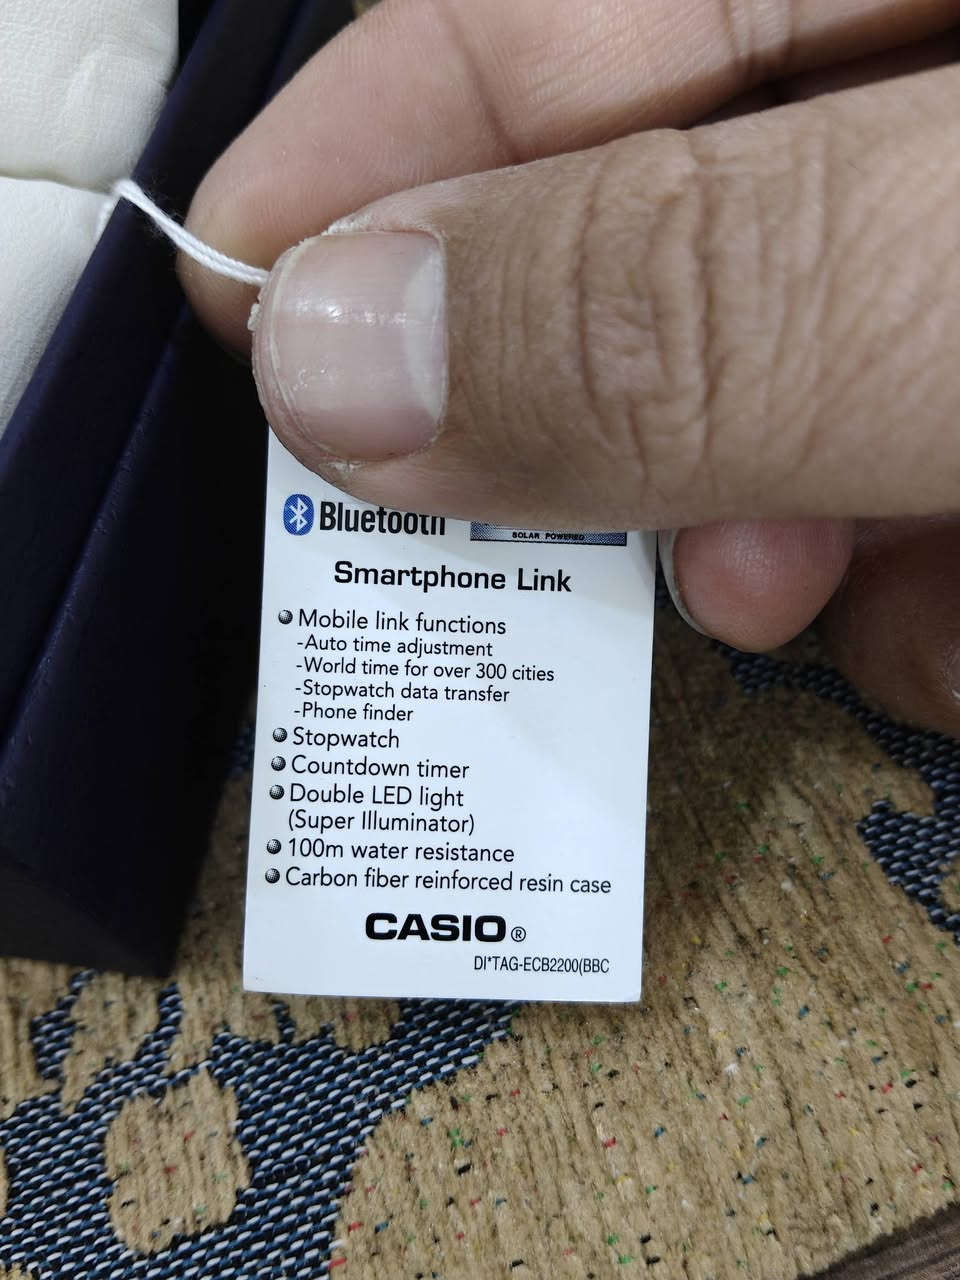 Bluetooth
SOLAR POWERED
Smartphone Link
Mobile link functions
-Auto time adjustment
-World time for over 300 cities
-Stopwatch data transfer
-Phone finder
Stopwatch
Countdown timer
Double LED light
(Super Illuminator)
100m water resistance
Carbon fiber reinforced resin case
CASIO®
DI*TAG-ECB2200(BBC